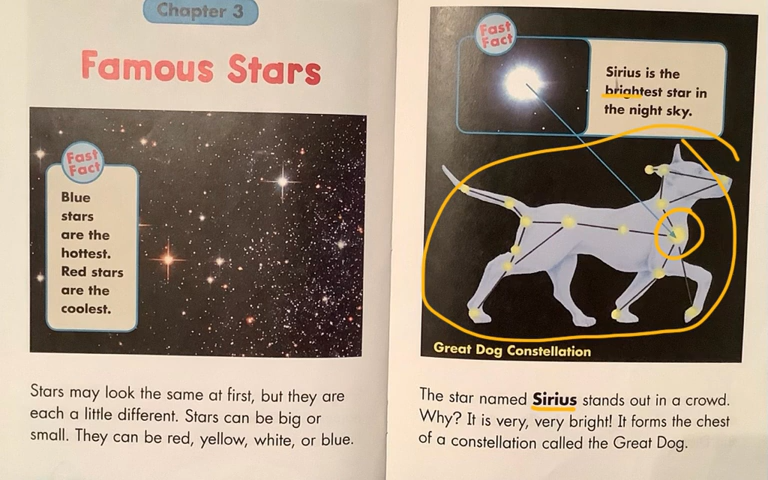 Chapter 3
Famous Stars
Fast
Fact
Blue
stars
are the
hottest.
Red stars
are the
coolest.
Stars may look the same at first, but they are
each a little different. Stars can be big or
small. They can be red, yellow, white, or blue.
Fast
Fact
Sirius is the
brightest star in
the night sky.
Great Dog Constellation
The star named Sirius stands out in a crowd.
Why? It is very, very bright! It forms the chest
of a constellation called the Great Dog.